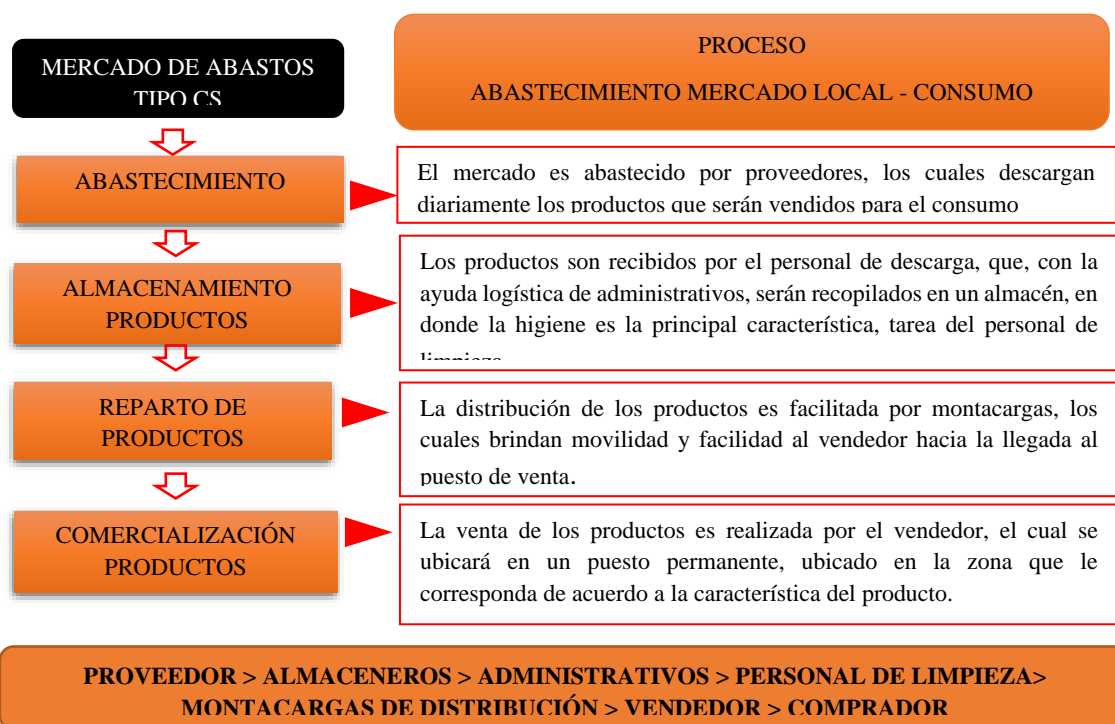 MERCADO DE ABASTOS
TIPO CS
PROCESO
ABASTECIMIENTO MERCADO LOCAL - CONSUMO
ABASTECIMIENTO
El mercado es abastecido por proveedores, los cuales descargan
diariamente los productos que serán vendidos para el consumo
ALMACENAMIENTO
PRODUCTOS
Los productos son recibidos por el personal de descarga, que, con la
ayuda logística de administrativos, serán recopilados en un almacén, en
donde la higiene es la principal característica, tarea del personal de
limpieza
REPARTO DE
PRODUCTOS
La distribución de los productos es facilitada por montacargas, los
cuales brindan movilidad y facilidad al vendedor hacia la llegada al
puesto de venta.
COMERCIALIZACIÓN
PRODUCTOS
La venta de los productos es realizada por el vendedor, el cual se
ubicará en un puesto permanente, ubicado en la zona que le
corresponda de acuerdo a la característica del producto.
PROVEEDOR > ALMACENEROS > ADMINISTRATIVOS > PERSONAL DE LIMPIEZA>
MONTACARGAS DE DISTRIBUCIÓN > VENDEDOR > COMPRADOR